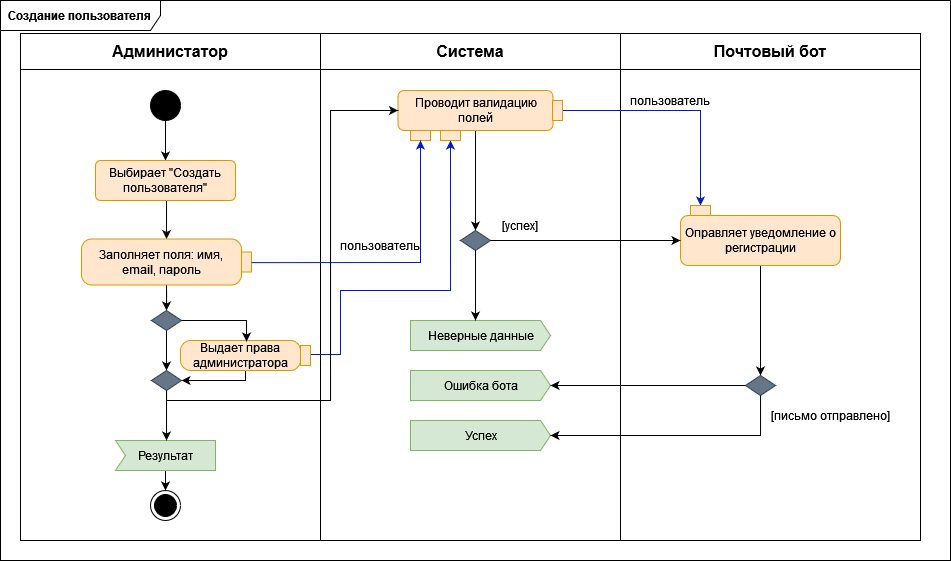 Создание пользователя
Администатор
Система
Почтовый бот
Проводит валидацию
полей
пользователь
Выбирает "Создать
пользователя"
[успех]
Оправляет уведомление о
регистрации
пользователь
Заполняет поля: имя,
email, пароль
Неверные данные
Выдает права
администратора
Ошибка бота
[письмо отправлено]
Успех
Результат